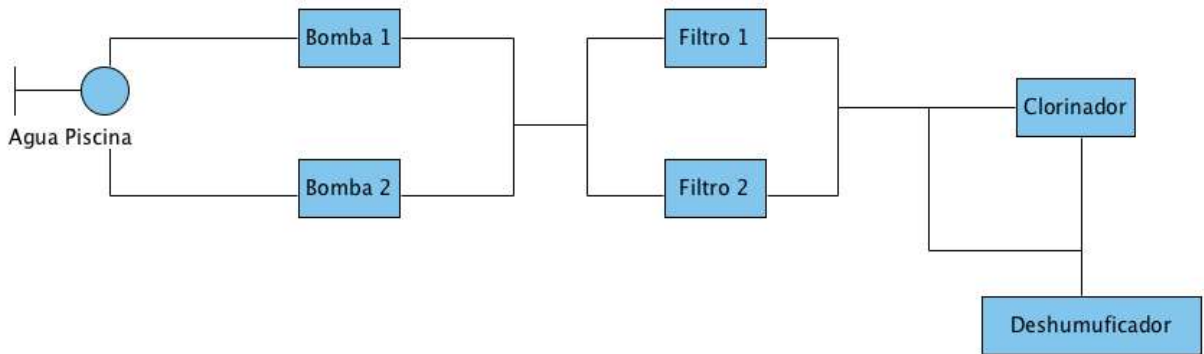 Bomba 1
Filtro 1
Clorinador
Agua Piscina
Bomba 2
Filtro 2
Deshumuficador